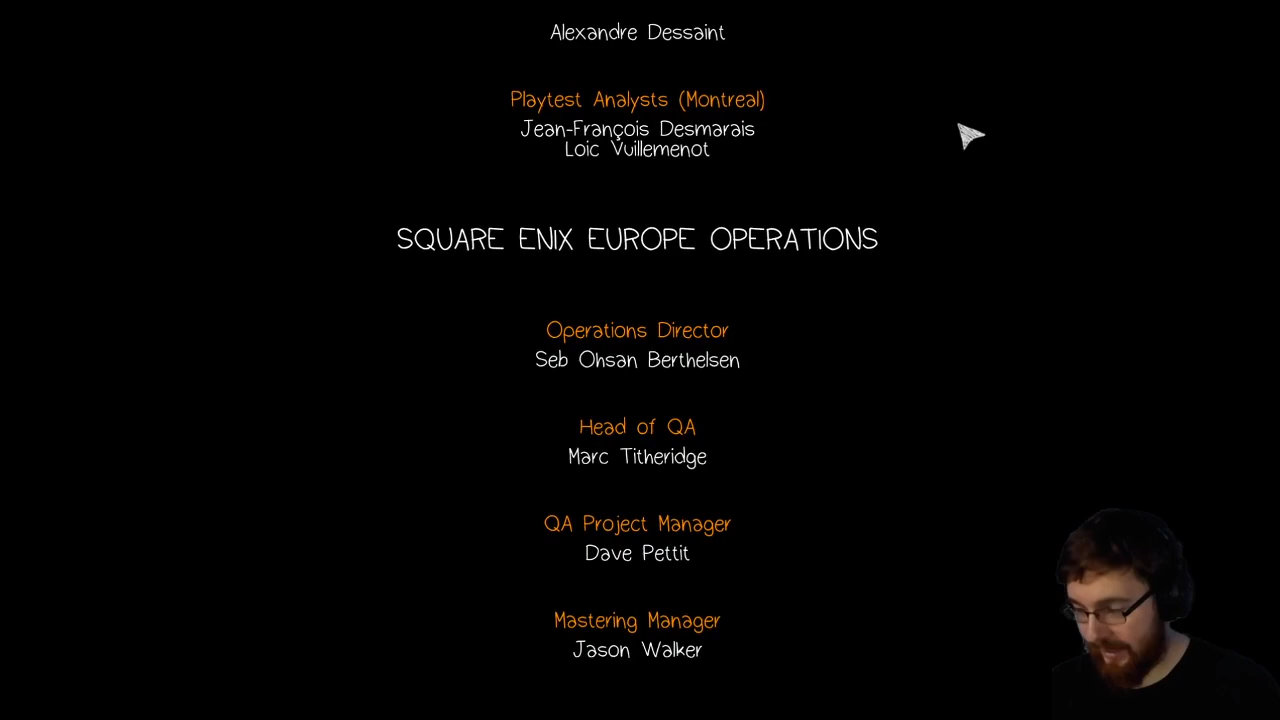 Alexandre Dessaint
Playtest Analysts (Montreal)
Jean-François Desmarais
Loic Vuillemenot
SQUARE ENIX EUROPE OPERATIONS
Operations Director
Seb Ohsan Berthelsen
Head of QA
Marc Titheridge
QA Project Manager
Dave Pettit
Mastering Manager
Jason Walker